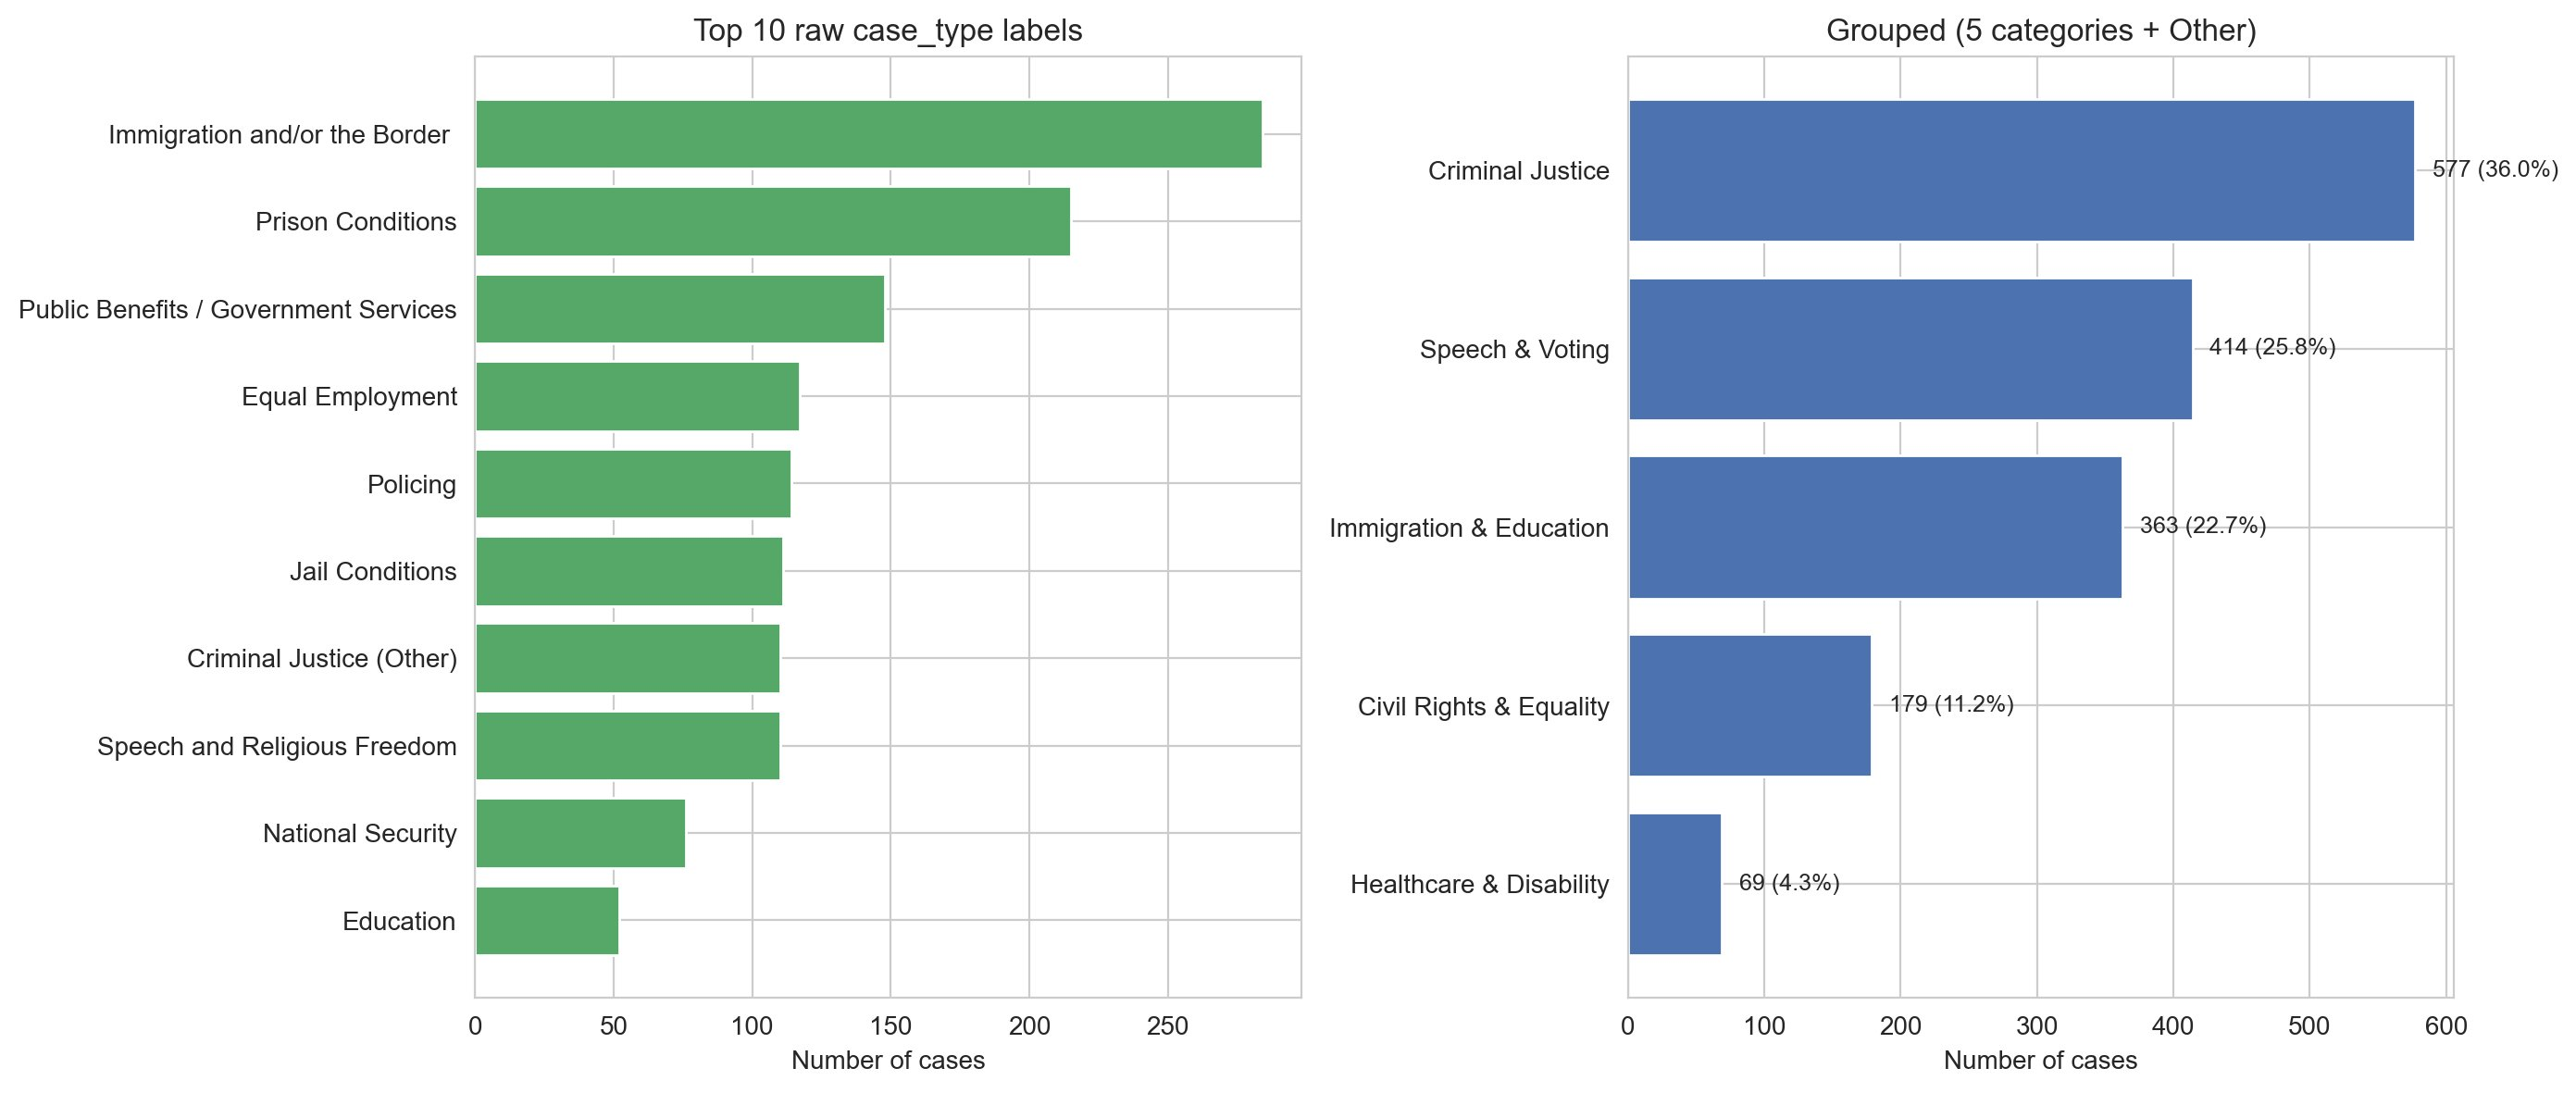 Top 10 raw case_type labels
Immigration and/or the Border
Prison Conditions
Public Benefits / Government Services
Equal Employment
Policing
Jail Conditions
Criminal Justice (Other)
Speech and Religious Freedom
National Security
Education
0 50 100 150 200 250
Number of cases
Grouped (5 categories + Other)
Criminal Justice 577 (36.0%)
Speech & Voting 414 (25.8%)
Immigration & Education 363 (22.7%)
Civil Rights & Equality 179 (11.2%)
Healthcare & Disability 69 (4.3%)
0 100 200 300 400 500 600
Number of cases